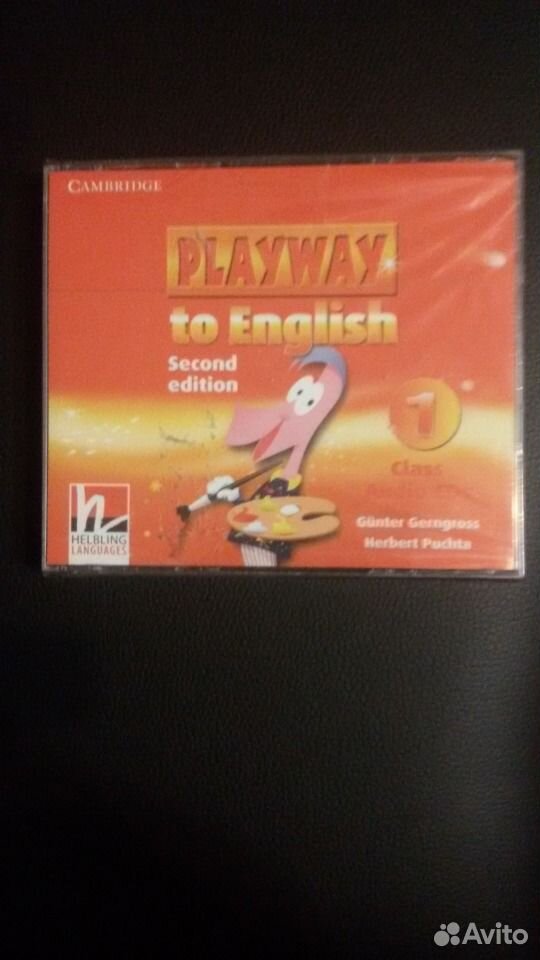 CAMBRIDGE
PLAYWAY
to English
Second
edition
1
Class
Günter Gerngross
Herbert Puchta
HELBLING
LANGUAGES
Avito